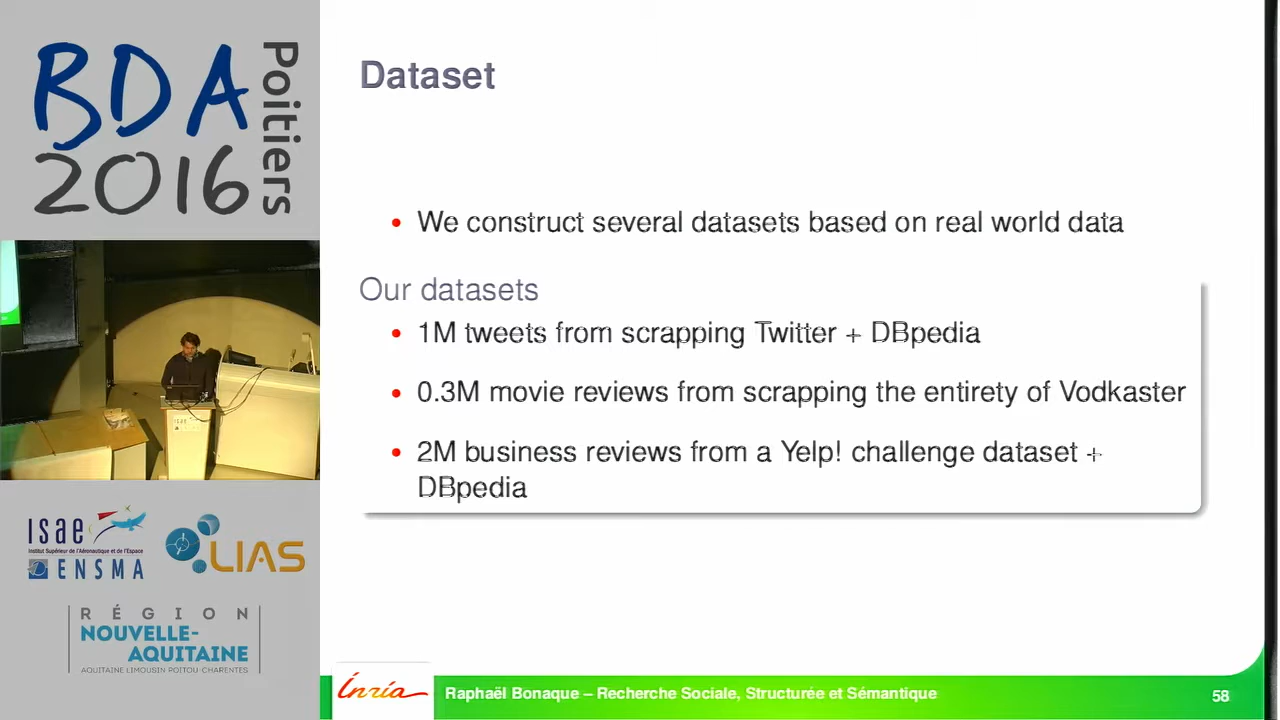 BDA
2016
Poitiers
isae
Institut Supérieur de l'Aéronautique et de l'Espace
ENSMA
LIAS
RÉGION
NOUVELLE-
AQUITAINE
AQUITAINE LIMOUSIN POITOU-CHARENTES
Dataset
• We construct several datasets based on real world data
Our datasets
• 1M tweets from scrapping Twitter + DBpedia
• 0.3M movie reviews from scrapping the entirety of Vodkaster
• 2M business reviews from a Yelp! challenge dataset +
DBpedia
Inria
Raphaël Bonaque – Recherche Sociale, Structurée et Sémantique
58